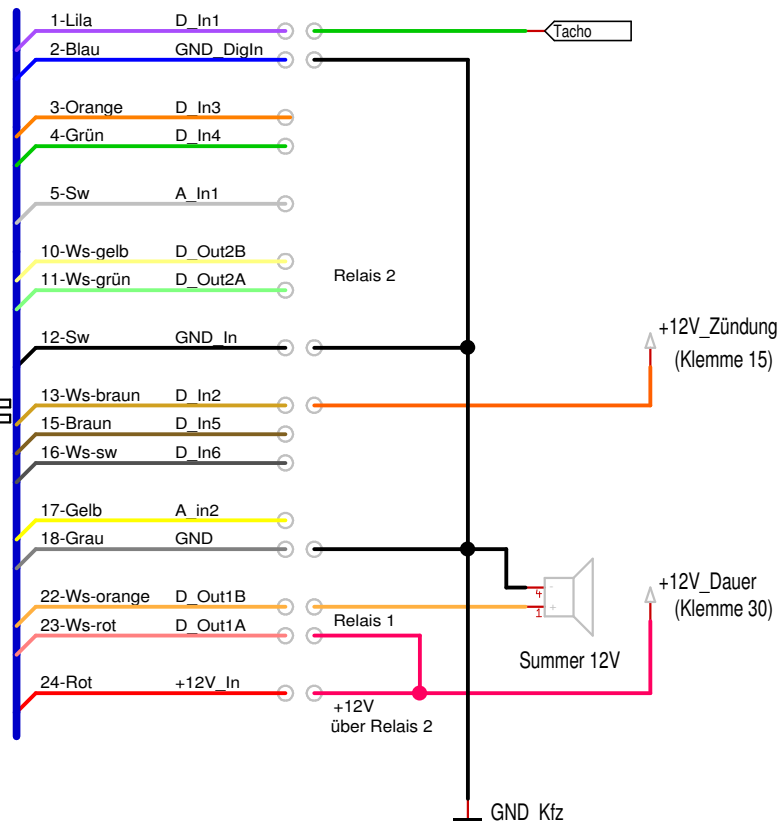 1-Lila D_In1
Tacho
2-Blau GND_DigIn
3-Orange D_In3
4-Grün D_In4
5-Sw A_In1
10-Ws-gelb D_Out2B
11-Ws-grün D_Out2A
Relais 2
12-Sw GND_In
+12V_Zündung
(Klemme 15)
13-Ws-braun D_In2
15-Braun D_In5
16-Ws-sw D_In6
17-Gelb A_in2
18-Grau GND
+12V_Dauer
(Klemme 30)
4 -
1 +
22-Ws-orange D_Out1B
23-Ws-rot D_Out1A
Relais 1
Summer 12V
24-Rot +12V_In
+12V
über Relais 2
GND_Kfz